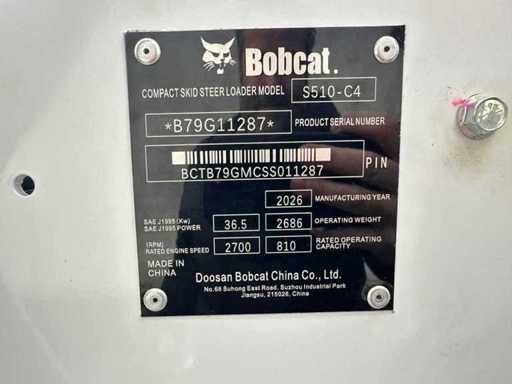 Bobcat.
COMPACT SKID STEER LOADER MODEL S510-C4
*B79G11287* PRODUCT SERIAL NUMBER
BCTB79GMCSS011287 PIN
2026 MANUFACTURING YEAR
SAE J1995 (Kw)
SAE J1995 POWER 36.5 2686 OPERATING WEIGHT
(RPM)
RATED ENGINE SPEED 2700 810 RATED OPERATING CAPACITY
MADE IN
CHINA
Doosan Bobcat China Co., Ltd.
No.68 Suhong East Road, Suzhou Industrial Park
Jiangsu, 215026, China